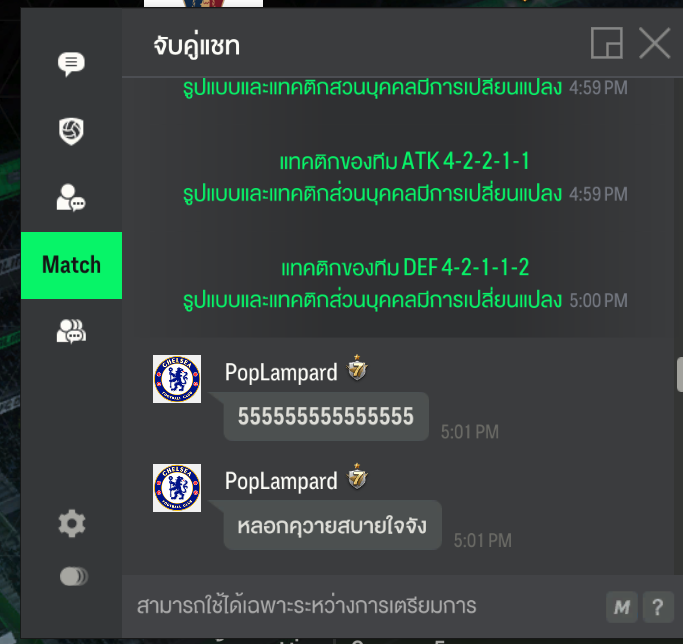 จับคู่แชท
รูปแบบและแทคติกส่วนบุคคลมีการเปลี่ยนแปลง 4:59 PM
แทคติกของทีม ATK 4-2-2-1-1
รูปแบบและแทคติกส่วนบุคคลมีการเปลี่ยนแปลง 4:59 PM
Match
แทคติกของทีม DEF 4-2-1-1-2
รูปแบบและแทคติกส่วนบุคคลมีการเปลี่ยนแปลง 5:00 PM
CHELSEA
FOOTBALL CLUB
PopLampard 7
555555555555555 5:01 PM
CHELSEA
FOOTBALL CLUB
PopLampard 7
หลอกคุวายสบายใจจัง 5:01 PM
สามารถใช้ได้เฉพาะระหว่างการเตรียมการ M ?